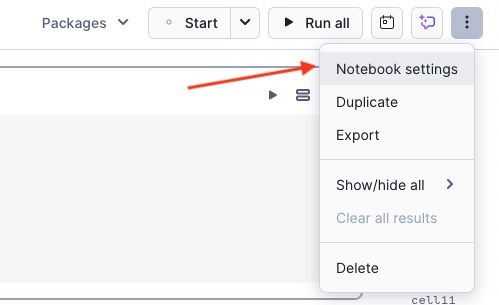 Packages
Start
Run all
Notebook settings
Duplicate
Export
Show/hide all
Clear all results
Delete
cell11